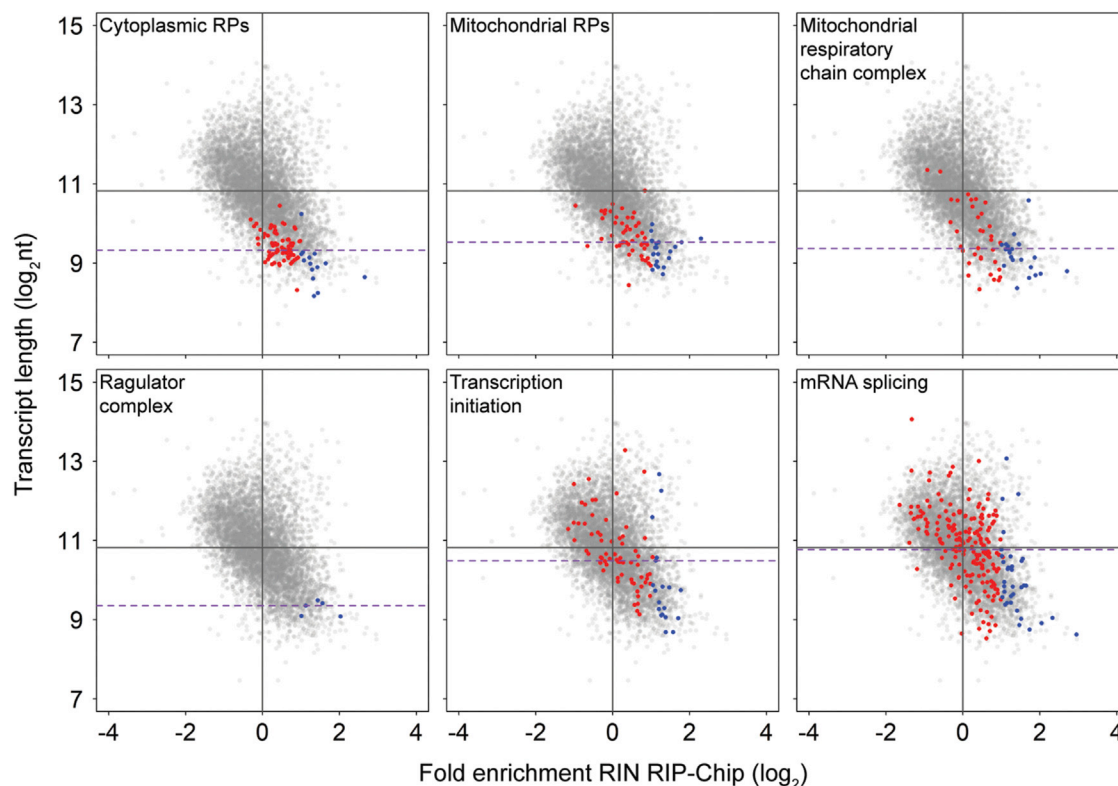 15
13
11
9
7
Cytoplasmic RPs
Mitochondrial RPs
Mitochondrial
respiratory
chain complex
15
13
11
9
7
Ragulator
complex
Transcription
initiation
mRNA splicing
Transcript length (log₂nt)
-4 -2 0 2 4
-4 -2 0 2 4
-4 -2 0 2 4
Fold enrichment RIN RIP-Chip (log₂)